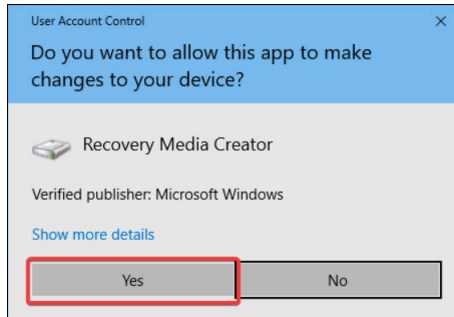 User Account Control
Do you want to allow this app to make
changes to your device?
Recovery Media Creator
Verified publisher: Microsoft Windows
Show more details
Yes
No